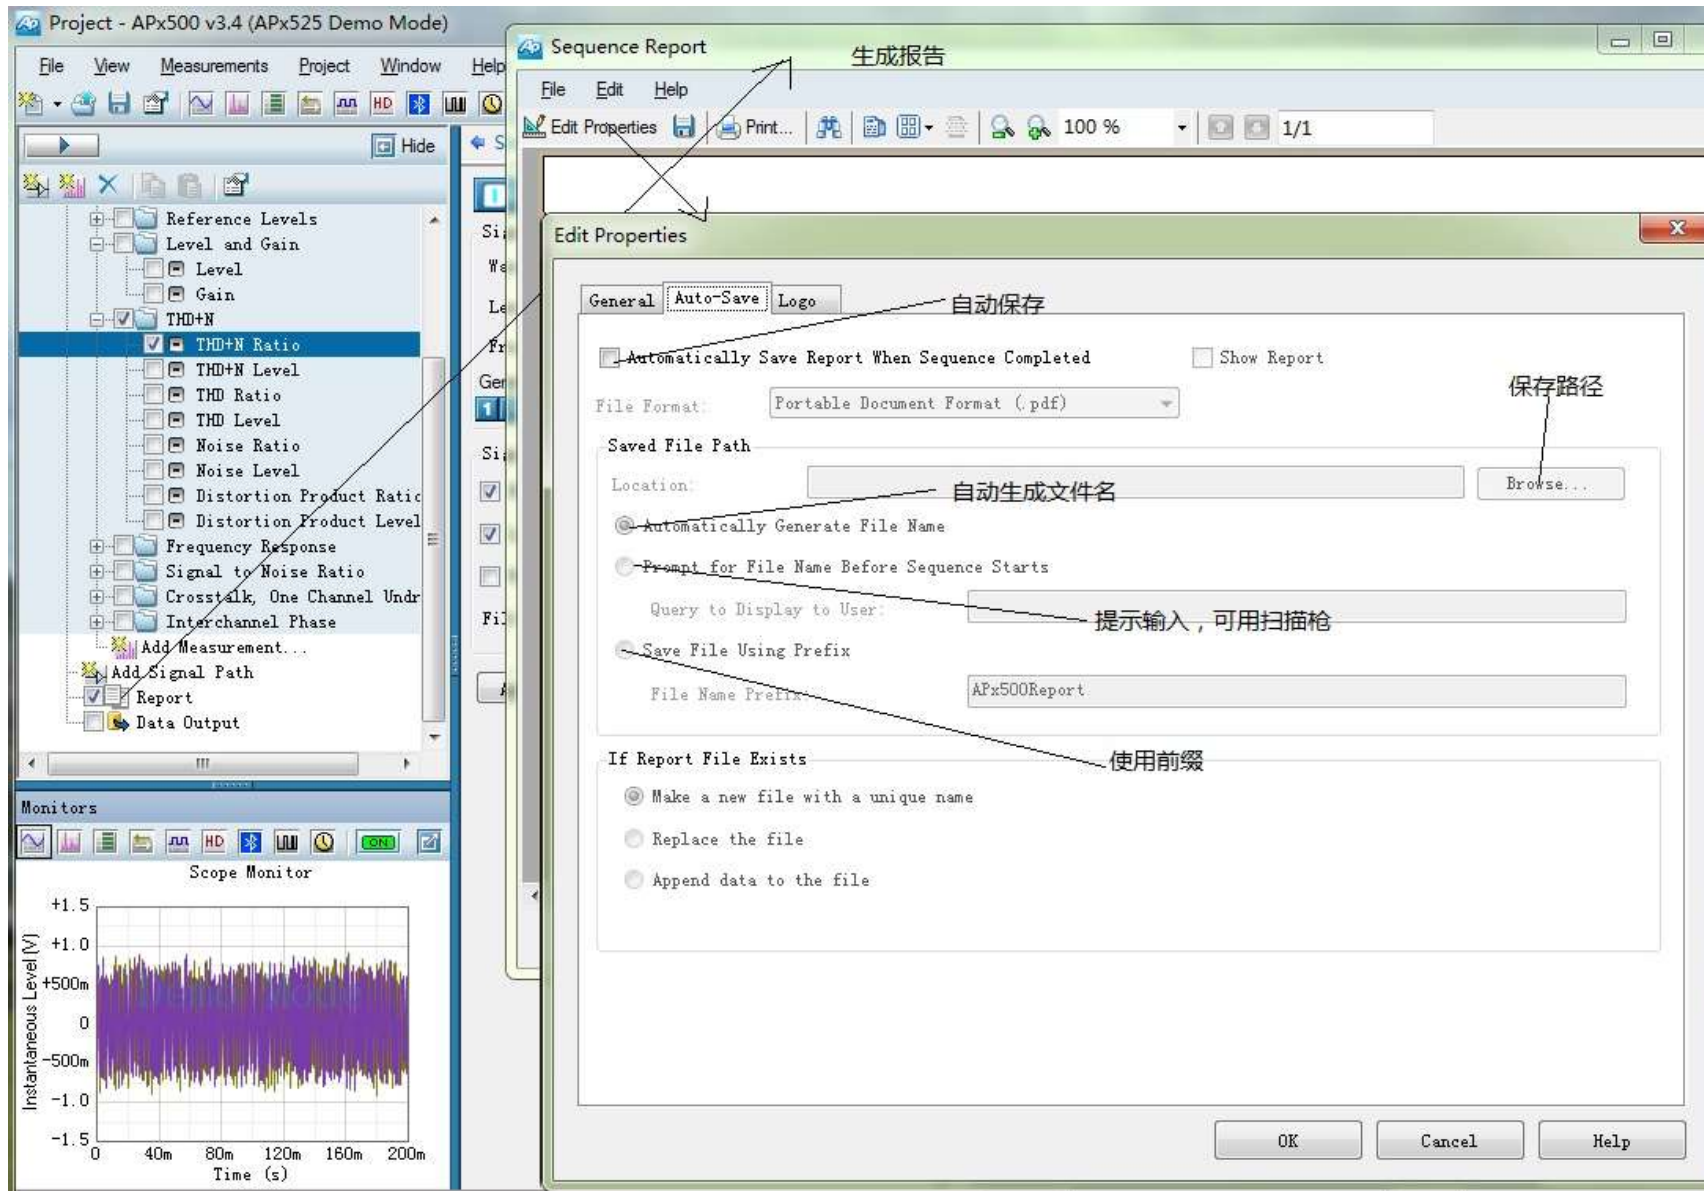 Project - APx500 v3.4 (APx525 Demo Mode)
File View Measurements Project Window Help
HD
Hide
Reference Levels
Level and Gain
Level
Gain
THD+N
THD+N Ratio
THD+N Level
THD Ratio
THD Level
Noise Ratio
Noise Level
Distortion Product Ratio
Distortion Product Level
Frequency Response
Signal to Noise Ratio
Crosstalk, One Channel Undr
Interchannel Phase
Add Measurement...
Add Signal Path
Report
Data Output
Monitors
HD
ON
Scope Monitor
Instantaneous Level (V)
+1.5
+1.0
+500m
0
-500m
-1.0
-1.5
0 40m 80m 120m 160m 200m
Time (s)
Demo Mode
Sequence Report
生成报告
File Edit Help
Edit Properties Print... 100 % 1/1
Edit Properties
General Auto-Save Logo
自动保存
Automatically Save Report When Sequence Completed Show Report
File Format: Portable Document Format (.pdf)
保存路径
Saved File Path
Location: Browse...
自动生成文件名
Automatically Generate File Name
Prompt for File Name Before Sequence Starts
Query to Display to User:
提示输入，可用扫描枪
Save File Using Prefix
File Name Prefix: APx500Report
使用前缀
If Report File Exists
Make a new file with a unique name
Replace the file
Append data to the file
OK Cancel Help